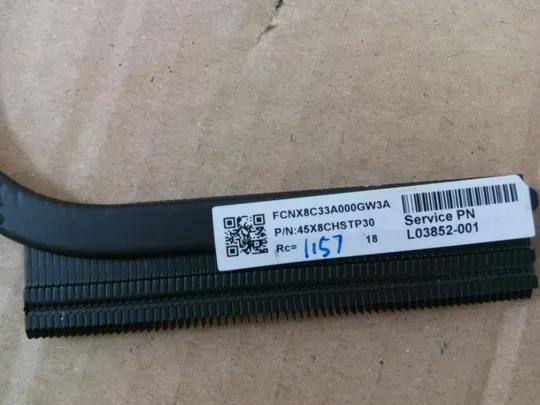 FCNX8C33A000GW3A
P/N:45X8CHSTP30
Rc= 1157 18
Service PN
L03852-001